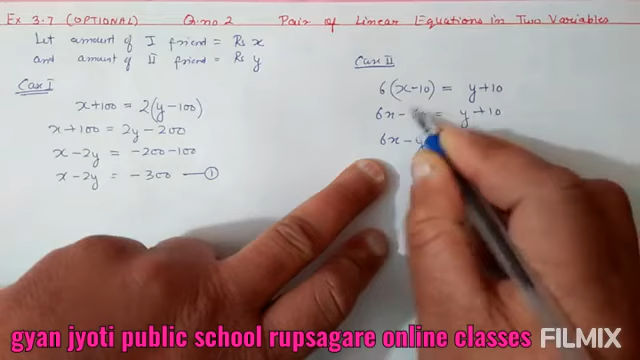 Ex 3.7 (OPTIONAL) Q.no 2 Pair of Linear Equations in Two Variables
Let amount of I friend = Rs x
and amount of II friend = Rs y
Case I
x+100 = 2(y-100)
x+100 = 2y-200
x-2y = -200-100
x-2y = -300 —①
Case II
6(x-10) = y+10
6x- = y+10
6x-y
gyan jyoti public school rupsagare online classes
FILMIX